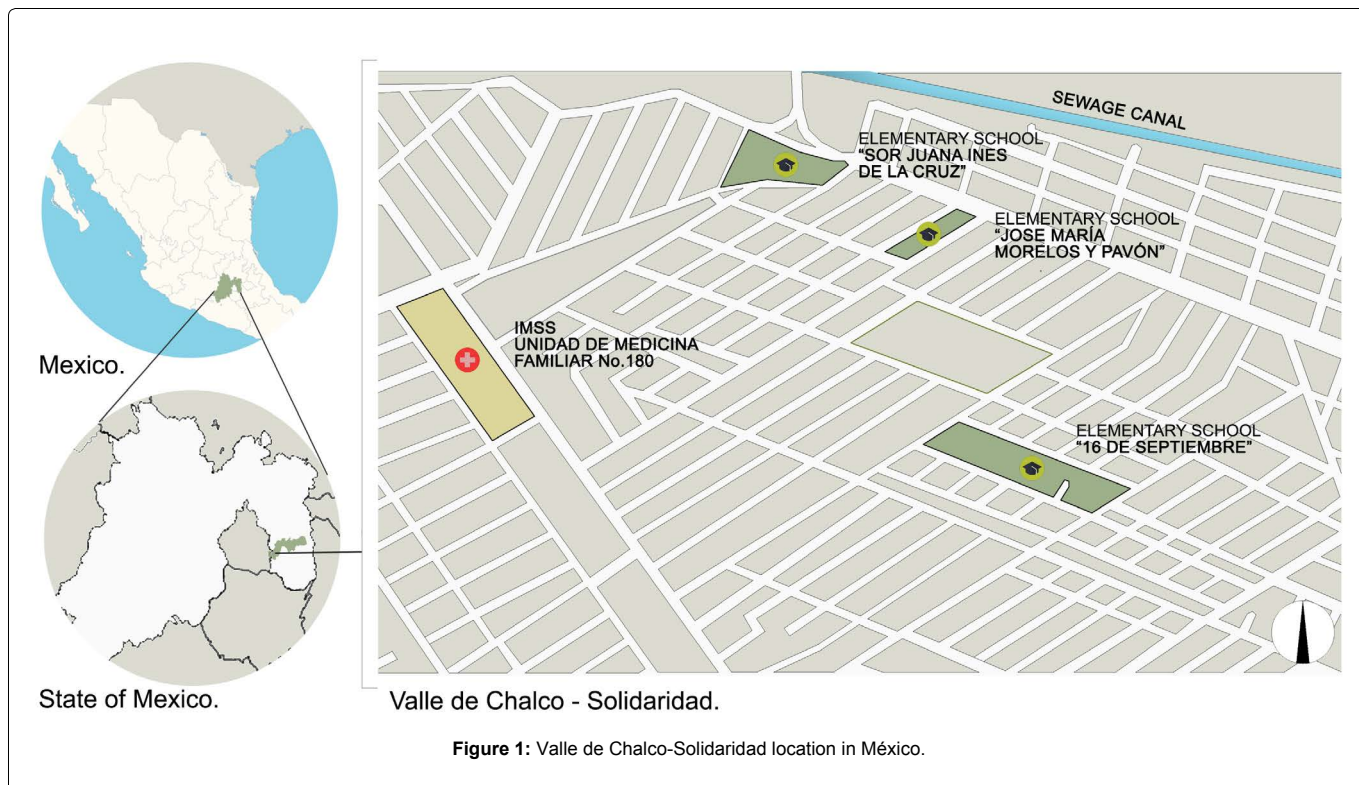 Mexico.
State of Mexico.
SEWAGE CANAL
ELEMENTARY SCHOOL
“SOR JUANA INES
DE LA CRUZ”
ELEMENTARY SCHOOL
“JOSE MARÍA
MORELOS Y PAVÓN”
IMSS
UNIDAD DE MEDICINA
FAMILIAR No.180
ELEMENTARY SCHOOL
“16 DE SEPTIEMBRE”
Valle de Chalco - Solidaridad.
Figure 1: Valle de Chalco-Solidaridad location in México.